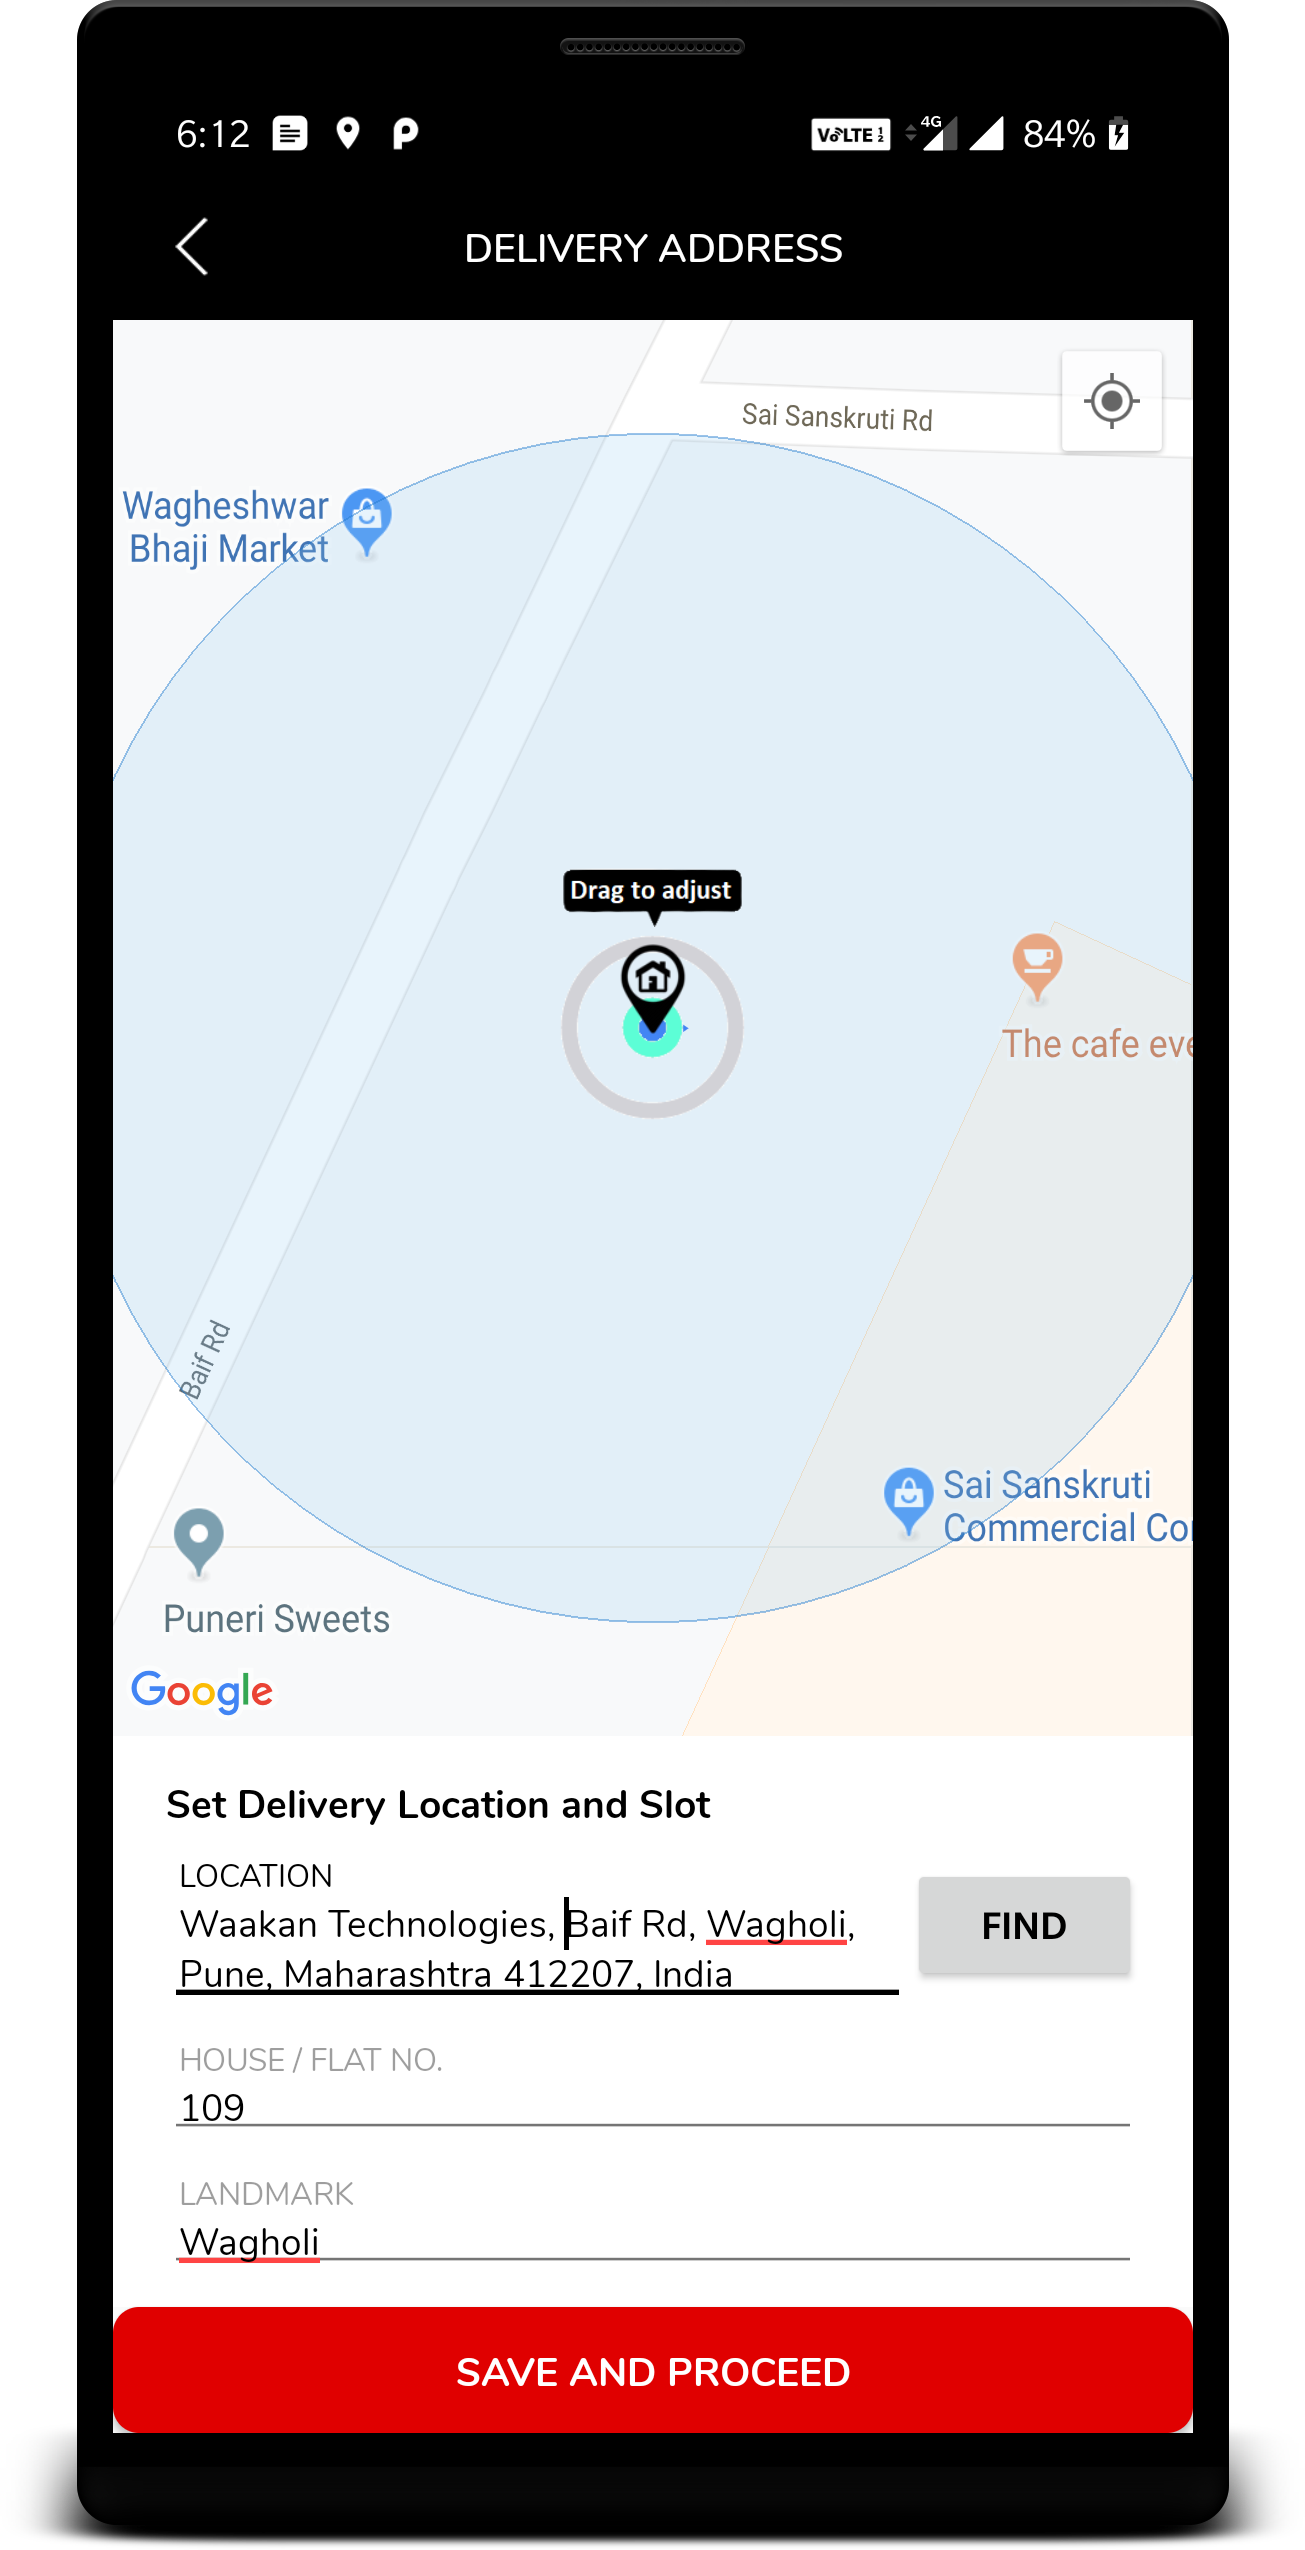 6:12
VoLTE 1 2 4G 84%
DELIVERY ADDRESS
Sai Sanskruti Rd
Wagheshwar
Bhaji Market
Drag to adjust
The cafe eve
Baif Rd
Sai Sanskruti
Commercial Co
Puneri Sweets
Google
Set Delivery Location and Slot
LOCATION
Waakan Technologies, Baif Rd, Wagholi,
Pune, Maharashtra 412207, India
FIND
HOUSE / FLAT NO.
109
LANDMARK
Wagholi
SAVE AND PROCEED